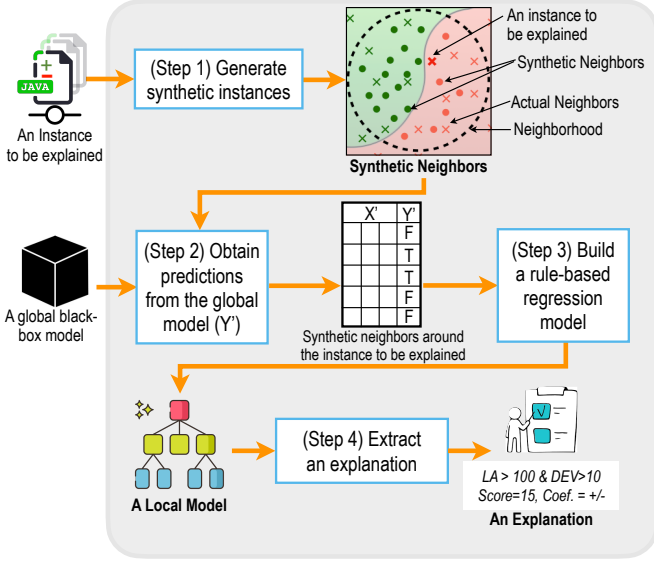 JAVA
An Instance
to be explained
(Step 1) Generate
synthetic instances
An instance to
be explained
Synthetic Neighbors
Actual Neighbors
Neighborhood
Synthetic Neighbors
A global black-
box model
(Step 2) Obtain
predictions
from the global
model (Y')
X' Y'
F
T
T
F
F
Synthetic neighbors around
the instance to be explained
(Step 3) Build
a rule-based
regression
model
A Local Model
(Step 4) Extract
an explanation
LA > 100 & DEV>10
Score=15, Coef. = +/-
An Explanation